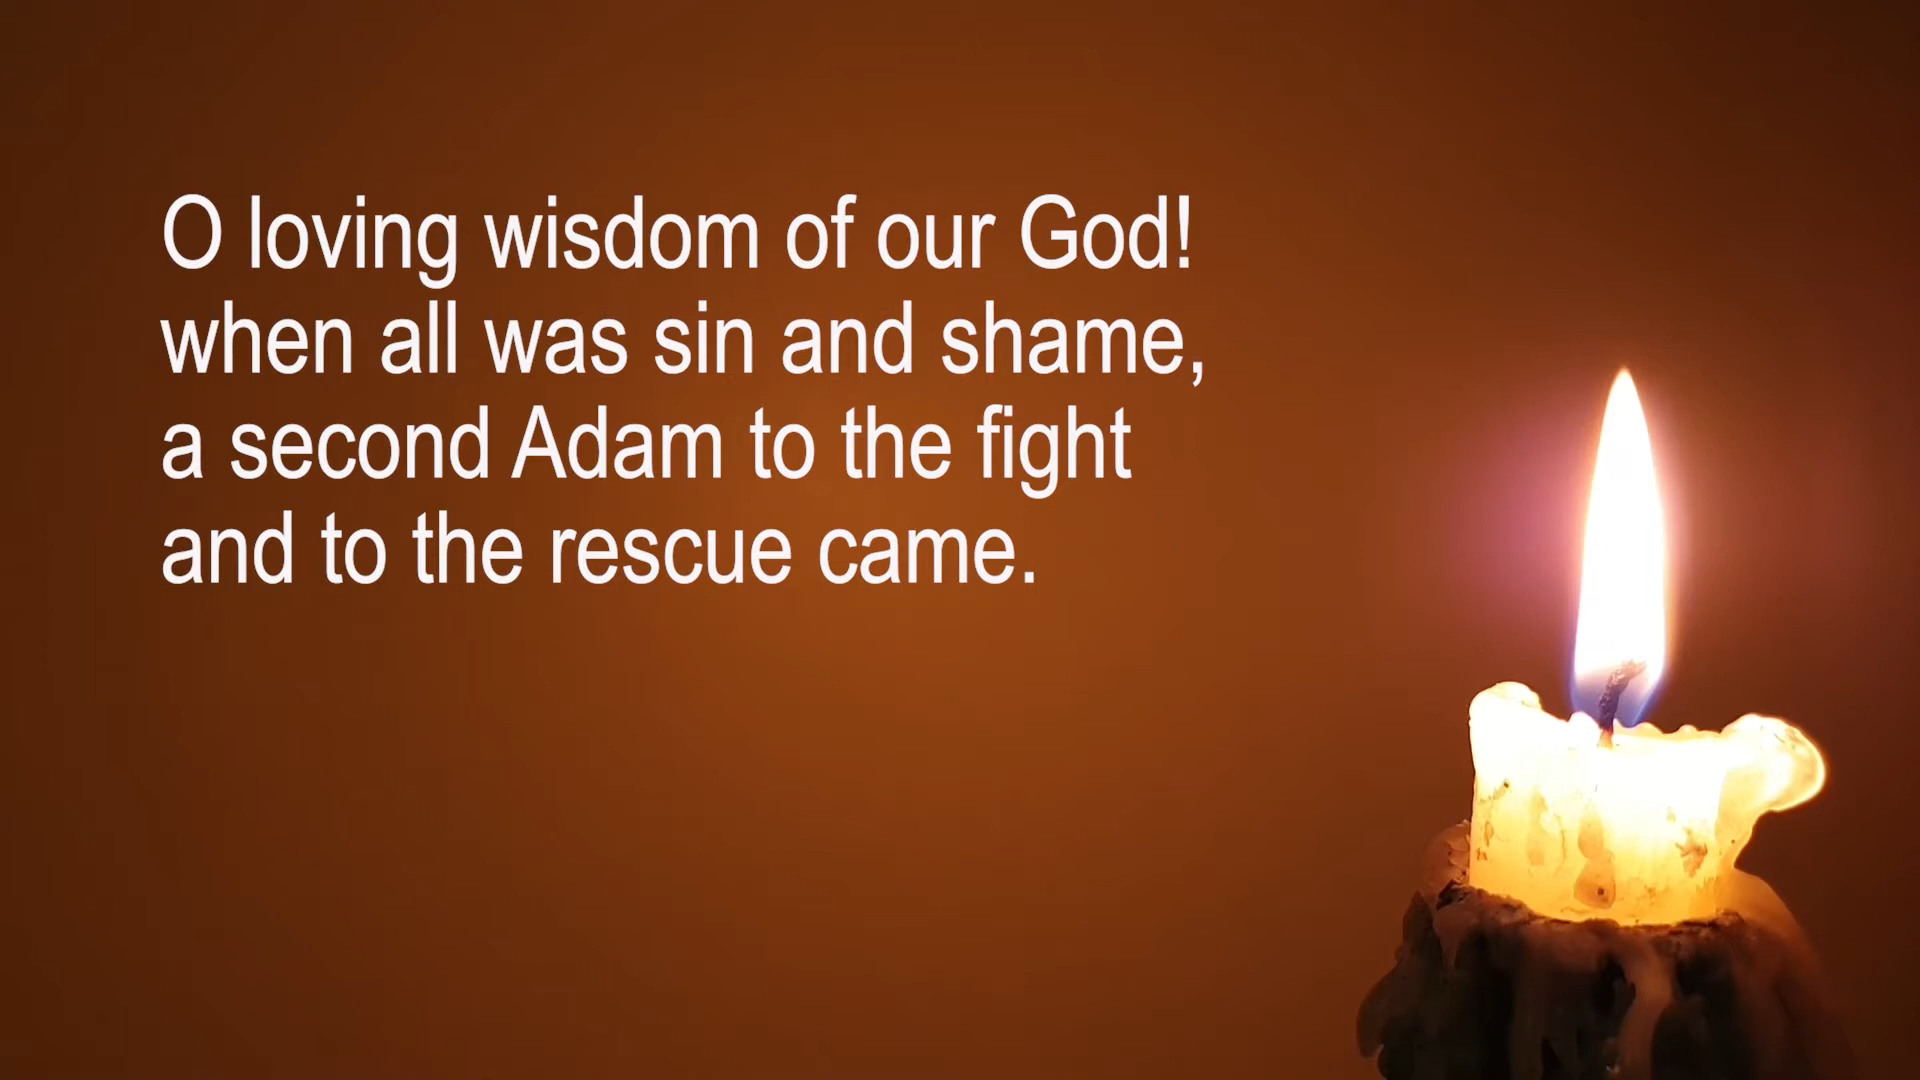 O loving wisdom of our God!
when all was sin and shame,
a second Adam to the fight
and to the rescue came.